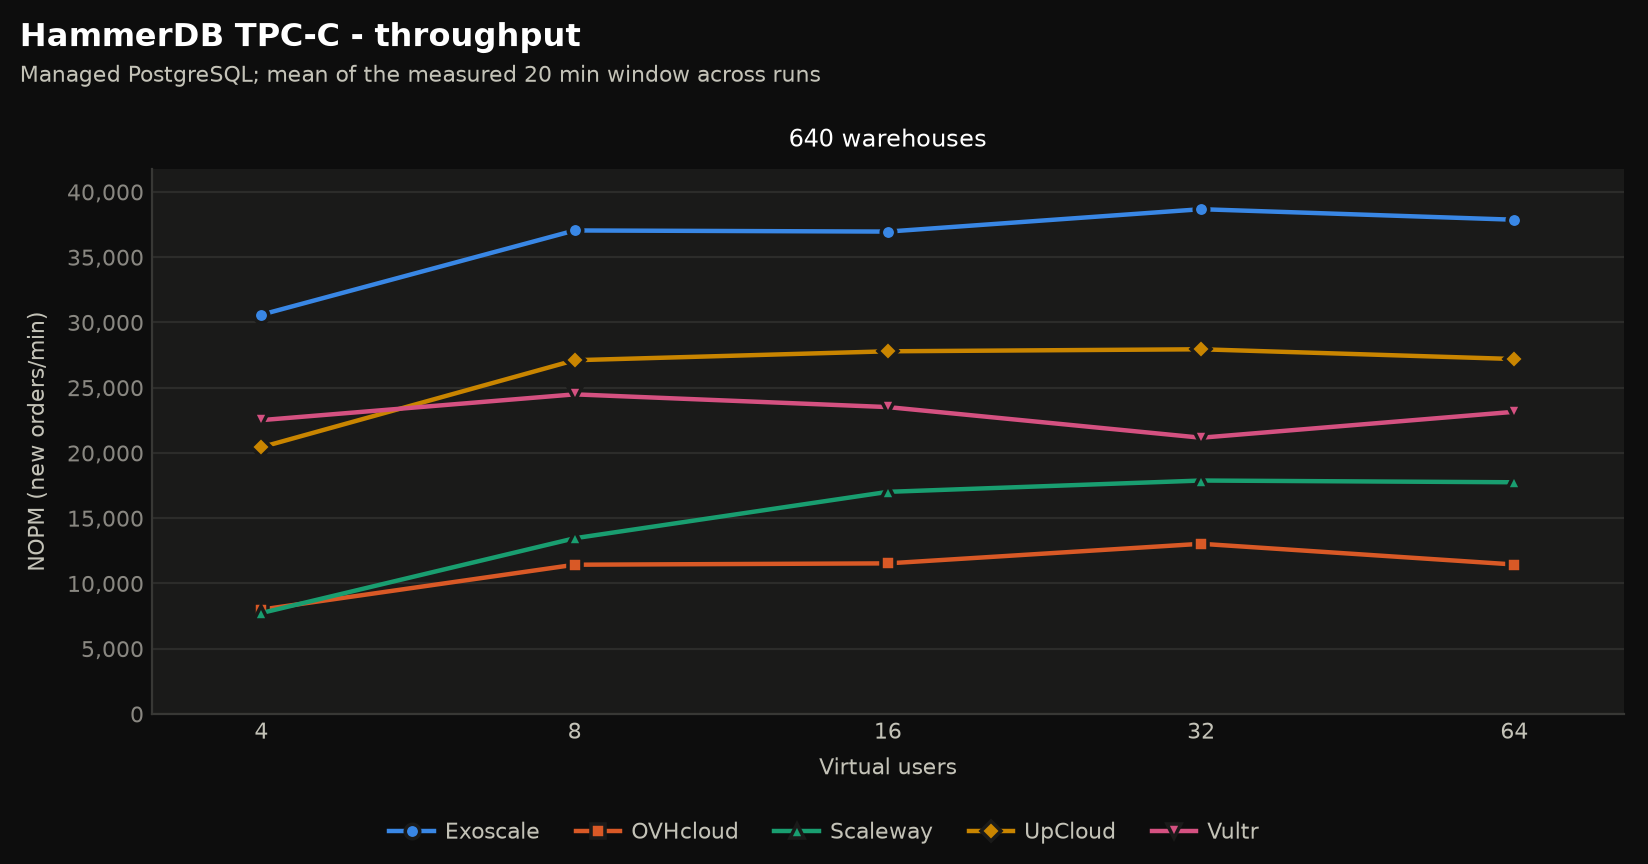 HammerDB TPC-C - throughput
Managed PostgreSQL; mean of the measured 20 min window across runs
640 warehouses
NOPM (new orders/min)
40,000
35,000
30,000
25,000
20,000
15,000
10,000
5,000
0
4 8 16 32 64
Virtual users
Exoscale OVHcloud Scaleway UpCloud Vultr